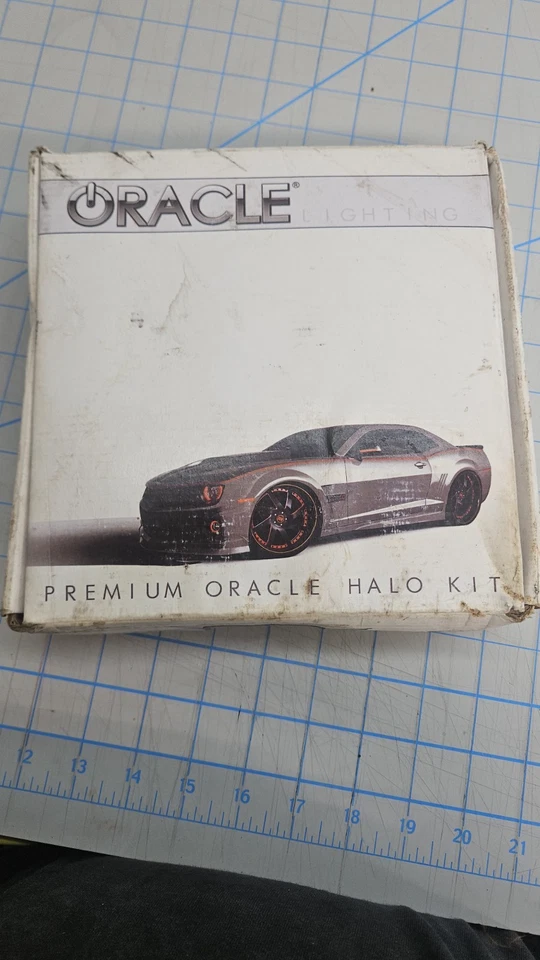 ORACLE® LIGHTING
PREMIUM ORACLE HALO KIT
12 13 14 15 16 17 18 19 20 21